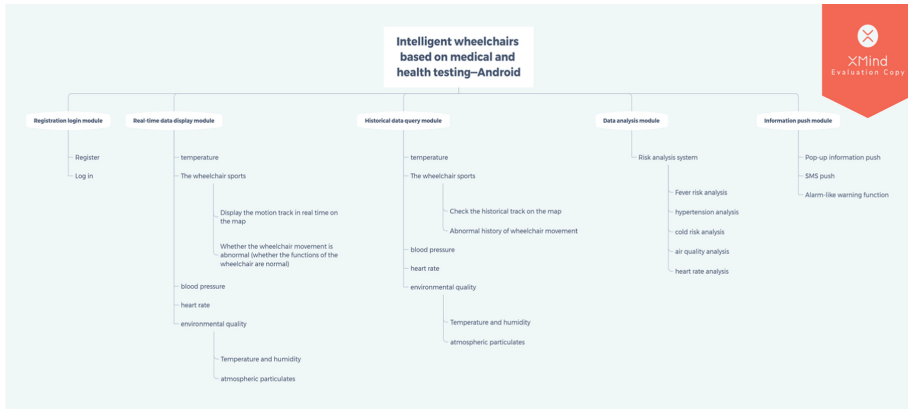 Intelligent wheelchairs
based on medical and
health testing—Android
XMind
Evaluation Copy
Registration login module
Register
Log in
Real-time data display module
temperature
The wheelchair sports
Display the motion track in real time on
the map
Whether the wheelchair movement is
abnormal (whether the functions of the
wheelchair are normal)
blood pressure
heart rate
environmental quality
Temperature and humidity
atmospheric particulates
Historical data query module
temperature
The wheelchair sports
Check the historical track on the map
Abnormal history of wheelchair movement
blood pressure
heart rate
environmental quality
Temperature and humidity
atmospheric particulates
Data analysis module
Risk analysis system
Fever risk analysis
hypertension analysis
cold risk analysis
air quality analysis
heart rate analysis
Information push module
Pop-up information push
SMS push
Alarm-like warning function